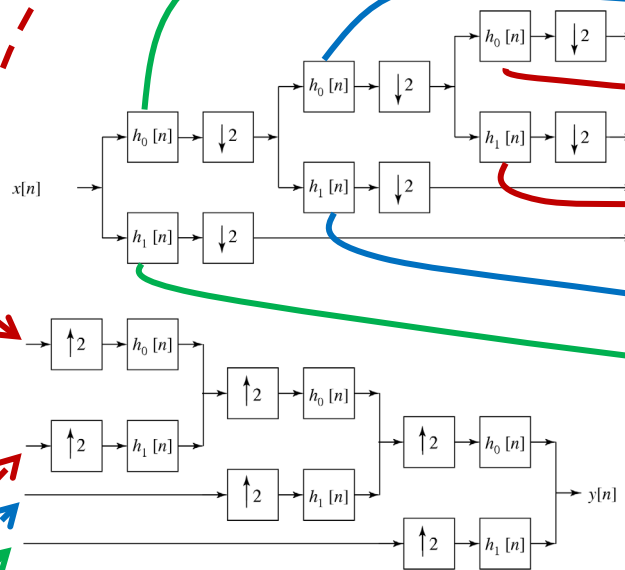 h₀ [n] ↓2
h₀ [n] ↓2
h₀ [n] ↓2 h₁ [n] ↓2
x[n] h₁ [n] ↓2
h₁ [n] ↓2
↑2 h₀ [n]
↑2 h₀ [n]
↑2 h₁ [n] ↑2 h₀ [n]
↑2 h₁ [n] y[n]
↑2 h₁ [n]